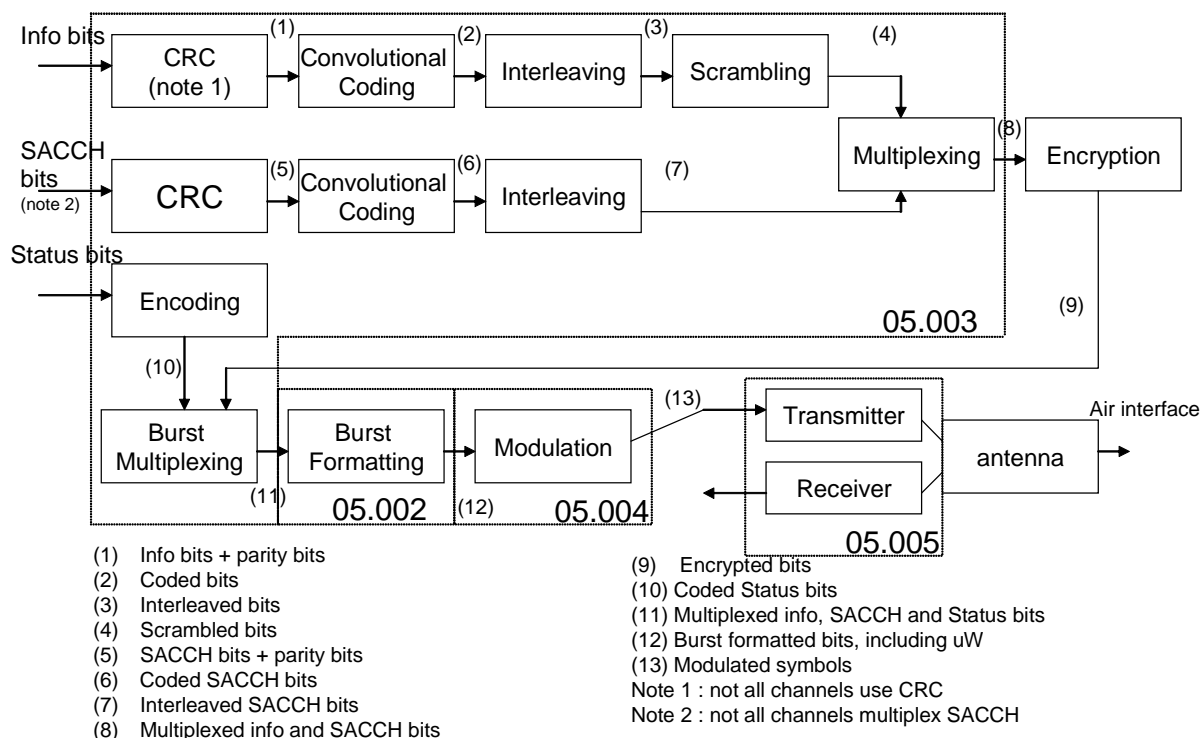 Info bits
(1)
(2)
(3)
(4)
CRC
(note 1)
Convolutional
Coding
Interleaving
Scrambling
SACCH
bits
(note 2)
CRC
(5)
Convolutional
Coding
(6)
Interleaving
(7)
Multiplexing
(8)
Encryption
Status bits
Encoding
05.003
(9)
(10)
Burst
Multiplexing
(11)
Burst
Formatting
05.002
(12)
Modulation
05.004
(13)
Transmitter
Receiver
05.005
antenna
Air interface
(1) Info bits + parity bits
(2) Coded bits
(3) Interleaved bits
(4) Scrambled bits
(5) SACCH bits + parity bits
(6) Coded SACCH bits
(7) Interleaved SACCH bits
(8) Multiplexed info and SACCH bits
(9) Encrypted bits
(10) Coded Status bits
(11) Multiplexed info, SACCH and Status bits
(12) Burst formatted bits, including uW
(13) Modulated symbols
Note 1 : not all channels use CRC
Note 2 : not all channels multiplex SACCH